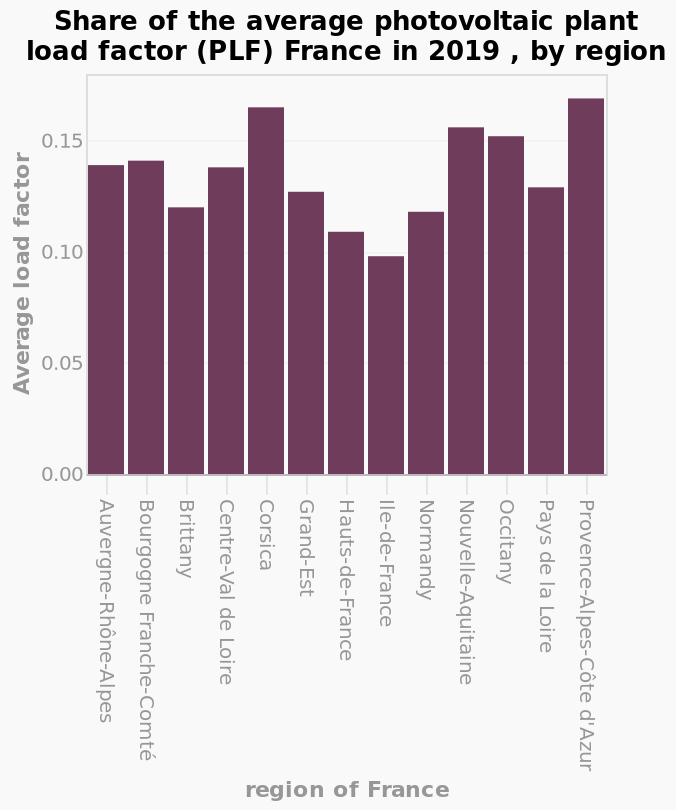 Share of the average photovoltaic plant
load factor (PLF) France in 2019 , by region
Average load factor
0.15
0.10
0.05
0.00
Auvergne-Rhône-Alpes
Bourgogne Franche-Comté
Brittany
Centre-Val de Loire
Corsica
Grand-Est
Hauts-de-France
Ile-de-France
Normandy
Nouvelle-Aquitaine
Occitany
Pays de la Loire
Provence-Alpes-Côte d'Azur
region of France